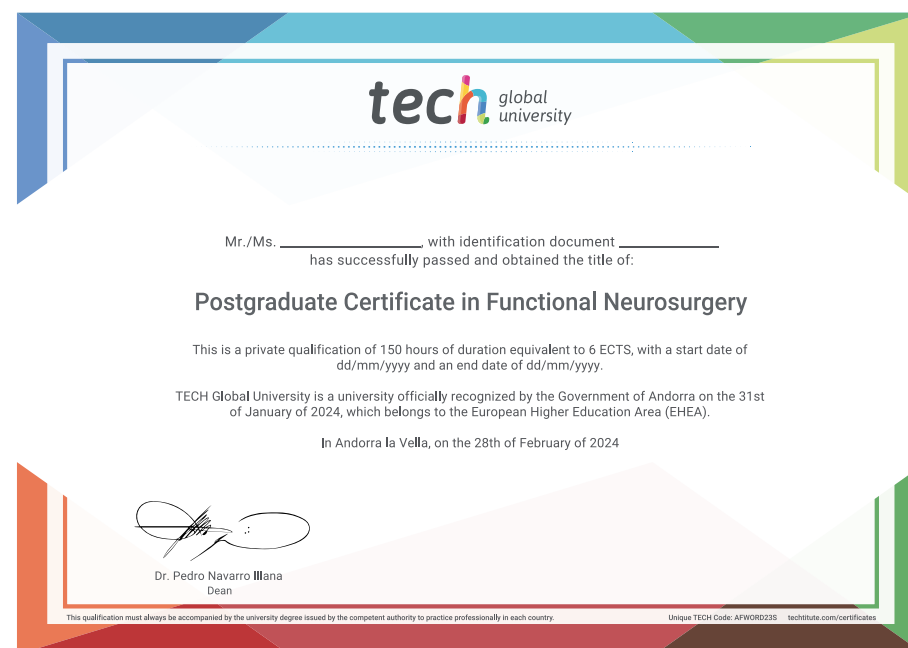 tech global university
Mr./Ms. ____________________, with identification document ______________
has successfully passed and obtained the title of:
Postgraduate Certificate in Functional Neurosurgery
This is a private qualification of 150 hours of duration equivalent to 6 ECTS, with a start date of
dd/mm/yyyy and an end date of dd/mm/yyyy.
TECH Global University is a university officially recognized by the Government of Andorra on the 31st
of January of 2024, which belongs to the European Higher Education Area (EHEA).
In Andorra la Vella, on the 28th of February of 2024
Dr. Pedro Navarro Illana
Dean
This qualification must always be accompanied by the university degree issued by the competent authority to practice professionally in each country. Unique TECH Code: AFWORD23S techtitute.com/certificates